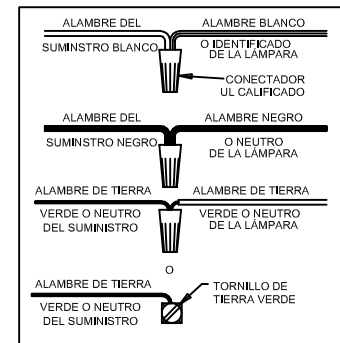 ALAMBRE DEL ALAMBRE BLANCO
SUMINSTRO BLANCO O IDENTIFICADO
DE LA LÁMPARA
CONECTADOR
UL CALIFICADO
ALAMBRE DEL ALAMBRE NEGRO
SUMINSTRO NEGRO O NEUTRO
DE LA LÁMPARA
ALAMBRE DE TIERRA ALAMBRE DE TIERRA
VERDE O NEUTRO VERDE O NEUTRO
DEL SUMINISTRO DE LA LÁMPARA
O
ALAMBRE DE TIERRA TORNILLO DE
TIERRA VERDE
VERDE O NEUTRO
DEL SUMINISTRO